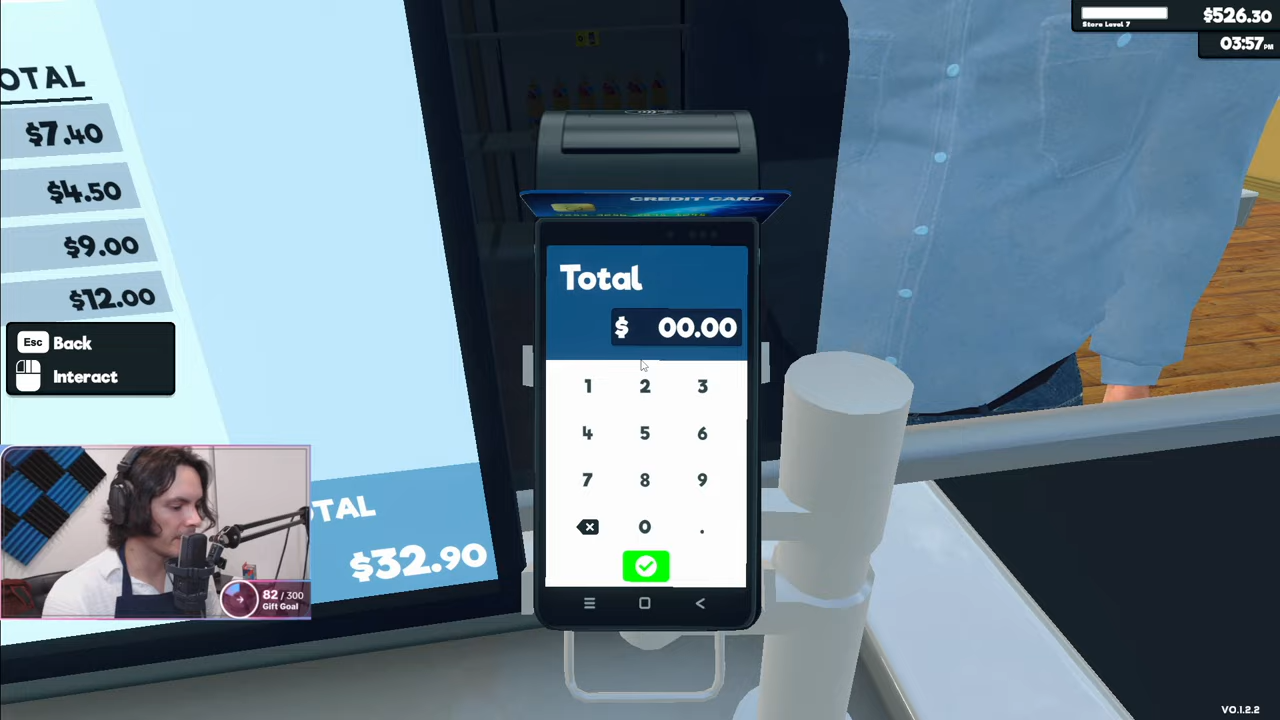 $526.30
Store Level 7
03:57 PM
OTAL
$7.40
$4.50
$9.00
$12.00
Esc Back
Interact
CREDIT CARD
Total
$ 00.00
1 2 3
4 5 6
7 8 9
0 .
TAL
$32.90
82 / 300
Gift Goal
V0.1.2.2